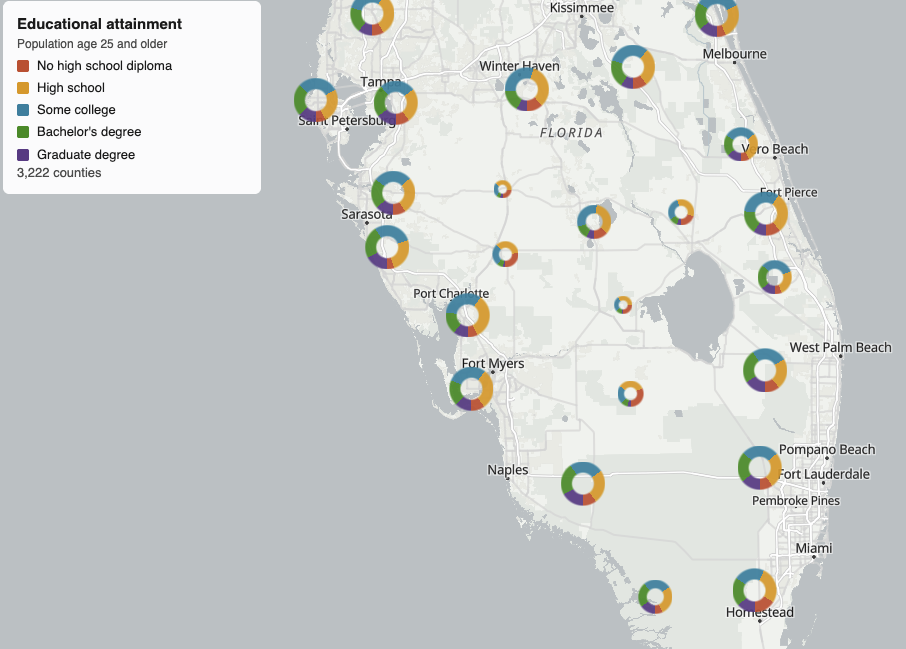 Educational attainment
Population age 25 and older
No high school diploma
High school
Some college
Bachelor's degree
Graduate degree
3,222 counties
Kissimmee
Melbourne
Winter Haven
Tampa
Saint Petersburg
FLORIDA
Vero Beach
Fort Pierce
Sarasota
Port Charlotte
West Palm Beach
Fort Myers
Pompano Beach
Naples
Fort Lauderdale
Pembroke Pines
Miami
Homestead